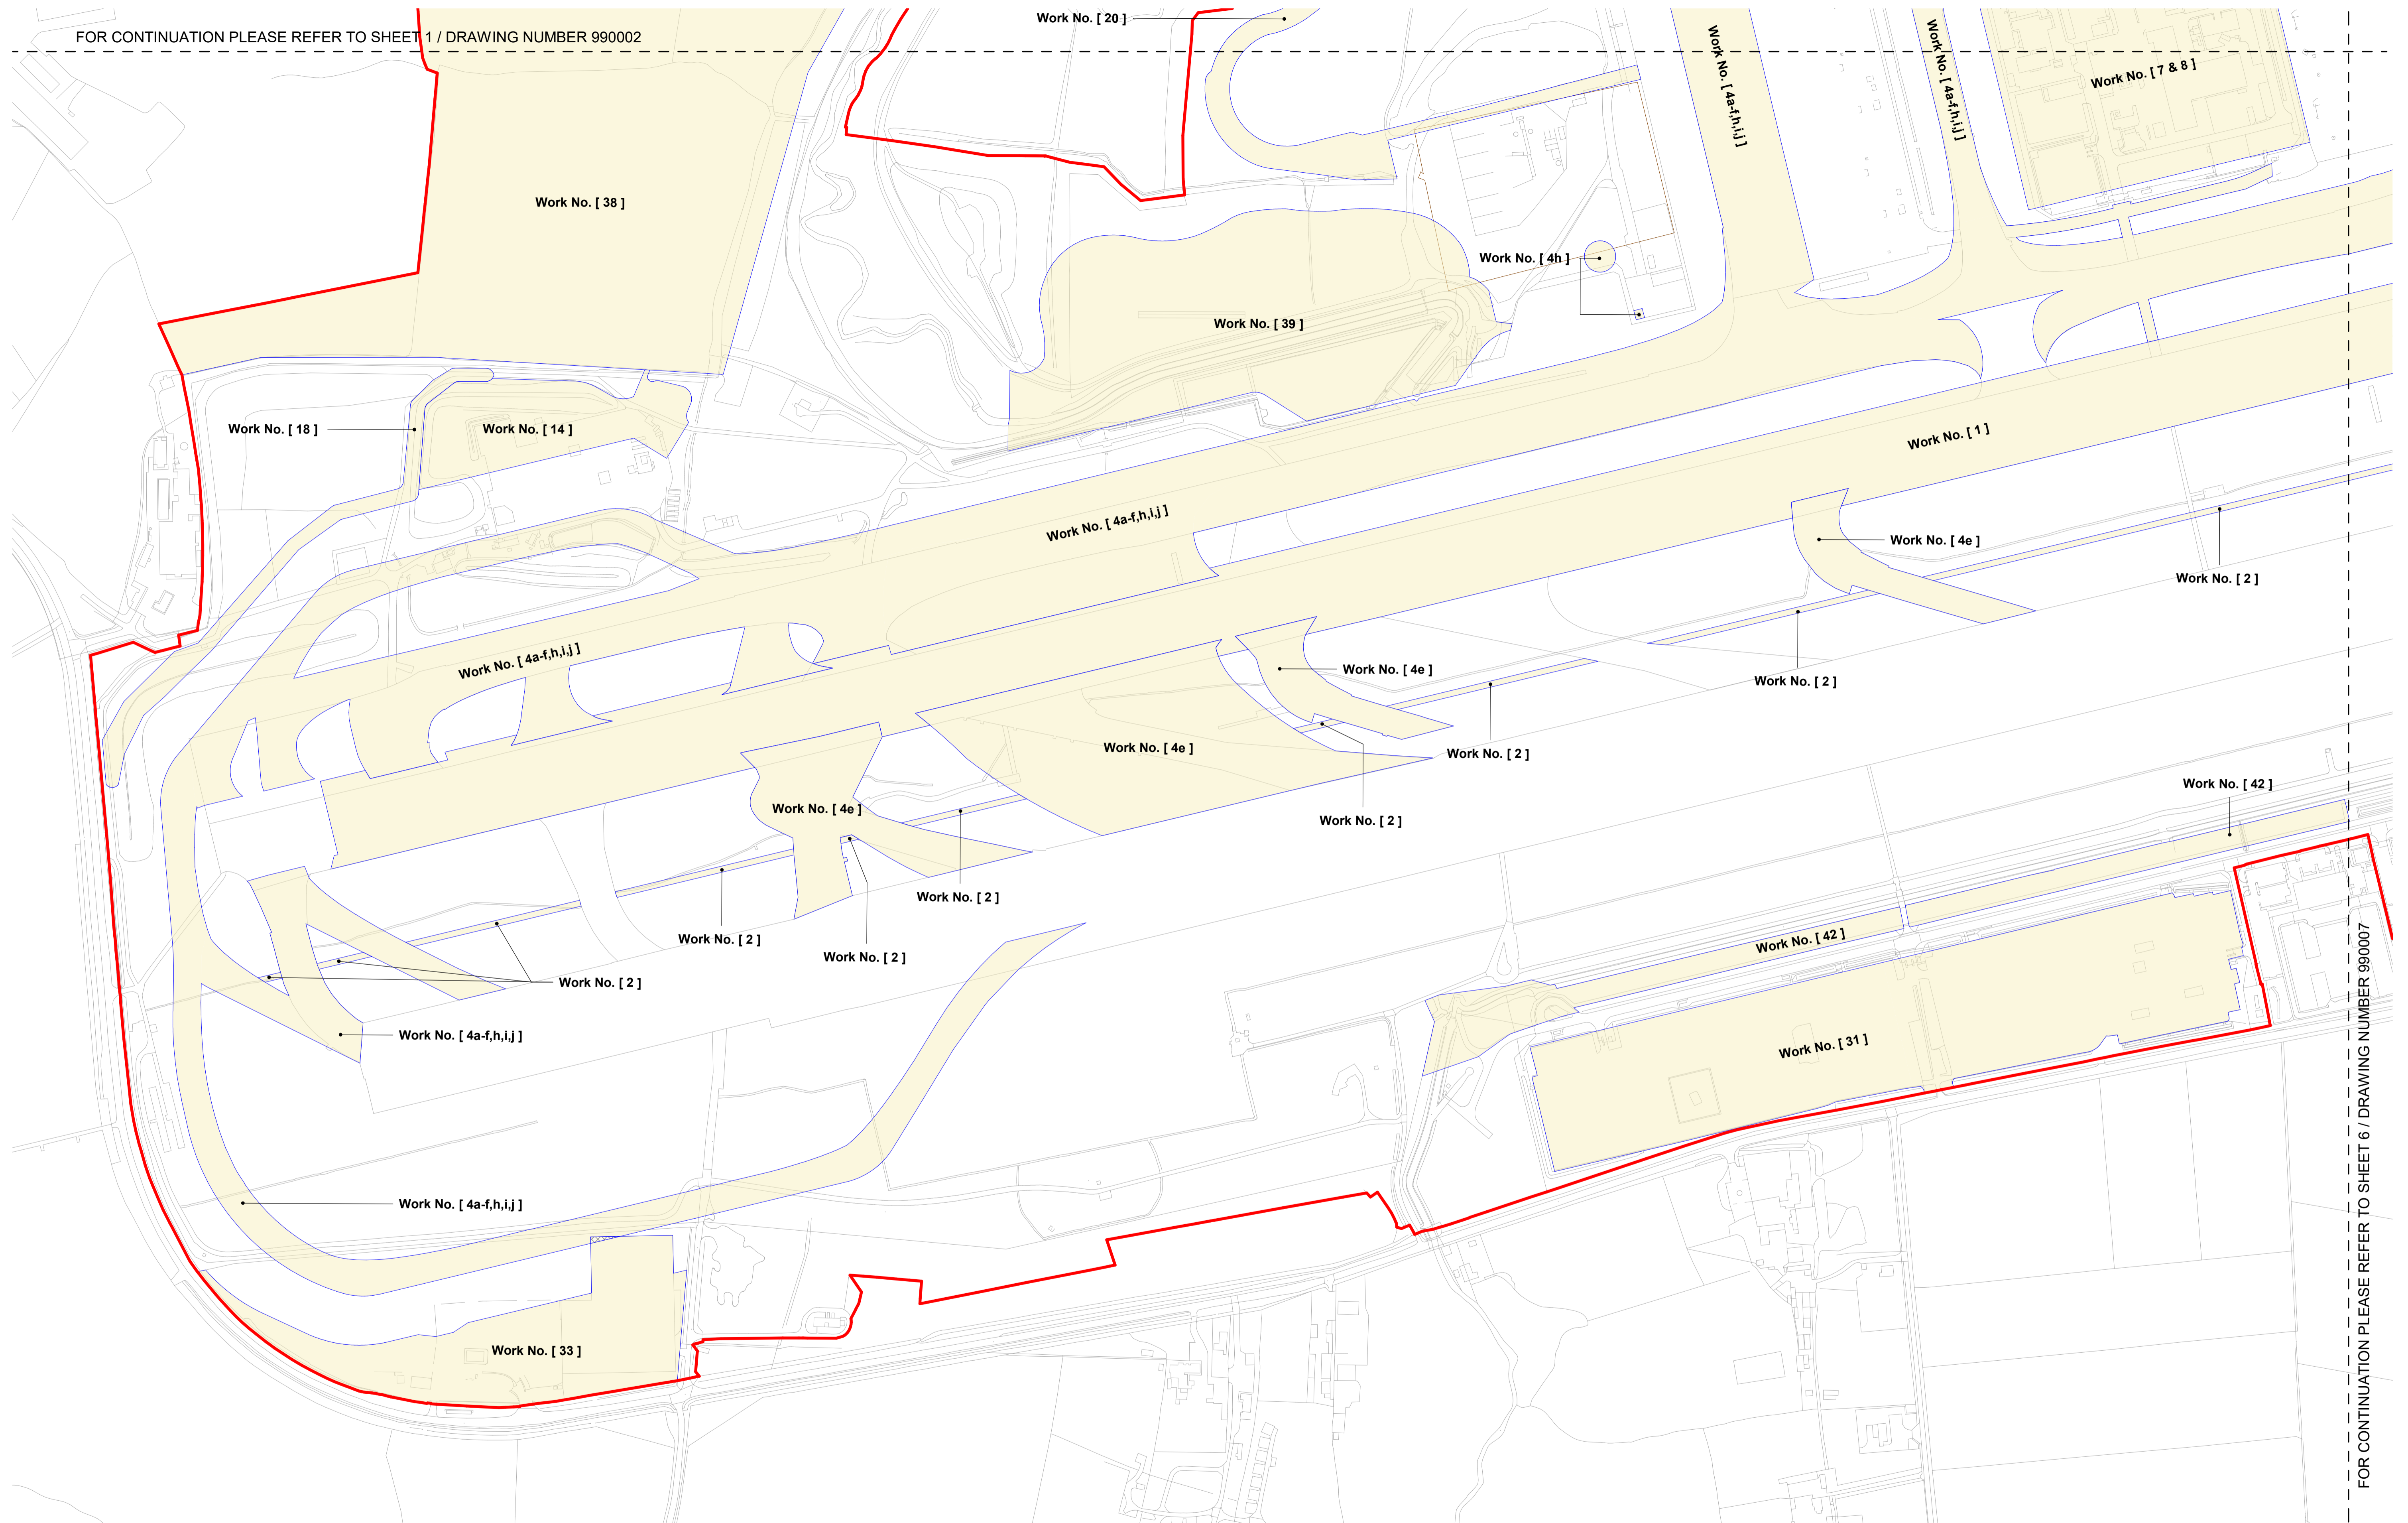 Work No. [ 20 ]
FOR CONTINUATION PLEASE REFER TO SHEET 1 / DRAWING NUMBER 990002
Work No. [ 4a-f,h,i,j ]
Work No. [ 4a-f,h,i,j ]
Work No. [ 7 & 8 ]
Work No. [ 38 ]
Work No. [ 4h ]
Work No. [ 39 ]
Work No. [ 18 ]
Work No. [ 14 ]
Work No. [ 1 ]
Work No. [ 4a-f,h,i,j ]
Work No. [ 4e ]
Work No. [ 2 ]
Work No. [ 4a-f,h,i,j ]
Work No. [ 4e ]
Work No. [ 2 ]
Work No. [ 4e ]
Work No. [ 2 ]
Work No. [ 42 ]
Work No. [ 4e ]
Work No. [ 2 ]
Work No. [ 2 ]
Work No. [ 2 ]
Work No. [ 42 ]
Work No. [ 2 ]
Work No. [ 2 ]
Work No. [ 4a-f,h,i,j ]
Work No. [ 31 ]
Work No. [ 4a-f,h,i,j ]
FOR CONTINUATION PLEASE REFER TO SHEET 6 / DRAWING NUMBER 990007
Work No. [ 33 ]